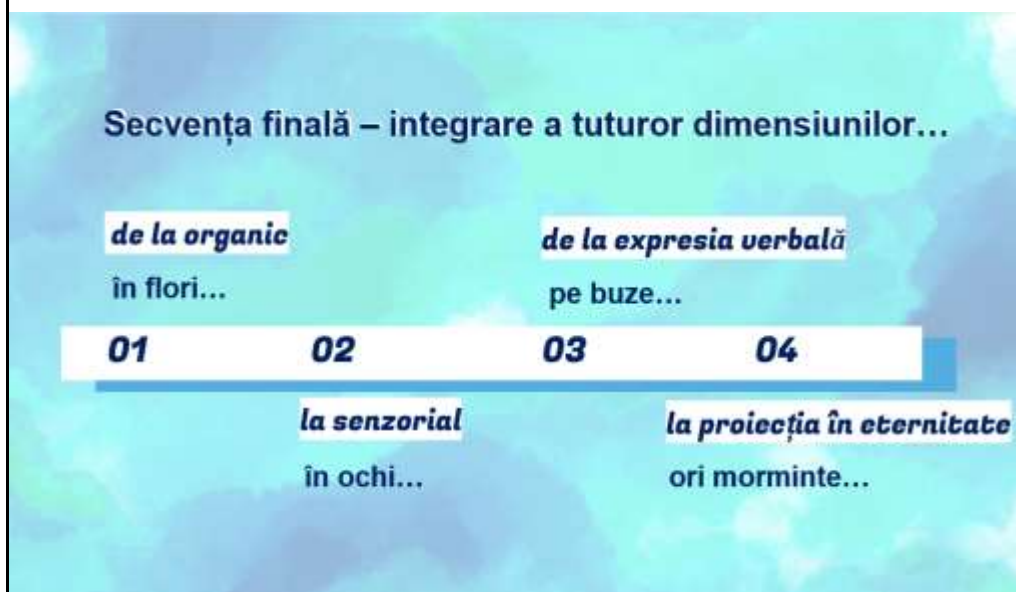 Secvența finală – integrare a tuturor dimensiunilor…
de la organic
în flori…
de la expresia verbală
pe buze…
01 02 03 04
la senzorial
în ochi…
la proiecția în eternitate
ori morminte…